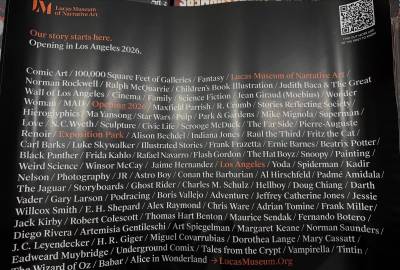 Lucas Museum
of Narrative Art
Our story starts here.
Opening in Los Angeles 2026.
Comic Art / 100,000 Square Feet of Galleries / Fantasy / Lucas Museum of Narrative Art /
Norman Rockwell / Ralph McQuarrie / Children's Book Illustration / Judith Baca & The Great
Wall of Los Angeles / Cinema / Family / Science Fiction / Jean Giraud (Moebius) / Wonder
Woman / MAD / Opening 2026 / Maxfield Parrish / R. Crumb / Stories Reflecting Society /
Hieroglyphics / Ma Yansong / Star Wars / Pulp / Park & Gardens / Mike Mignola / Superman /
Love / N. C. Wyeth / Sculpture / Civic Life / Scrooge McDuck / The Far Side / Pierre-Auguste
Renoir / Exposition Park / Alison Bechdel / Indiana Jones / Raul the Third / Fritz the Cat /
Carl Barks / Luke Skywalker / Illustrated Stories / Frank Frazetta / Ernie Barnes / Beatrix Potter /
Black Panther / Frida Kahlo / Rafael Navarro / Flash Gordon / The Hat Boy / Snoopy / Painting /
Weird Science / Winsor McCay / Jaime Hernandez / Los Angeles / Yoda / Spiderman / Kadir
Nelson / Photography / JR / Astro Boy / Conan the Barbarian / Al Hirschfeld / Padmé Amidala /
The Jaguar / Storyboards / Ghost Rider / Charles M. Schulz / Hellboy / Doug Chiang / Darth
Vader / Gary Larson / Podracing / Boris Vallejo / Adventure / Jeffrey Catherine Jones / Jessie
Willcox Smith / E. H. Shepard / Alex Raymond / Chris Ware / Adrian Tomine / Frank Miller /
Jack Kirby / Robert Colescott / Thomas Hart Benton / Maurice Sendak / Fernando Botero /
Diego Rivera / Artemisia Gentileschi / Art Spiegelman / Margaret Keane / Norman Saunders /
J. C. Leyendecker / H. R. Giger / Miguel Covarrubias / Dorothea Lange / Mary Cassatt /
Eadweard Muybridge / Underground Comix / Tales from the Crypt / Vampirella / Tintin /
The Wizard of Oz / Babar / Alice in Wonderland → LucasMuseum.Org